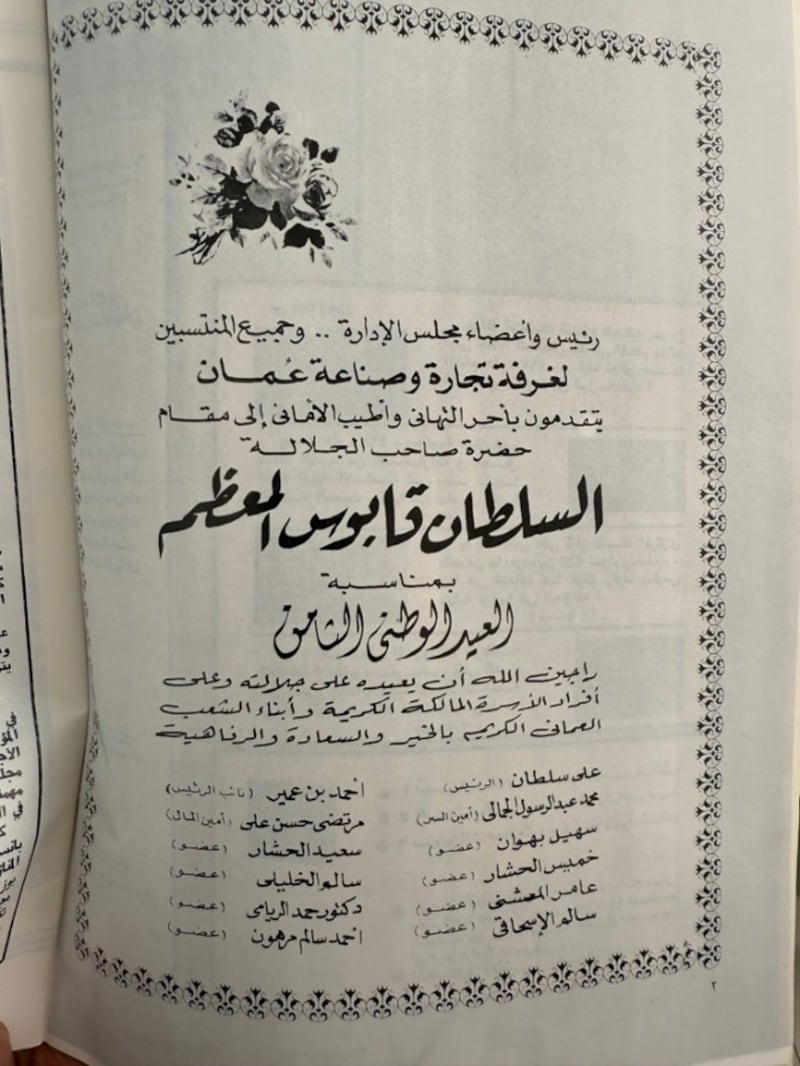 رئيس وأعضاء مجلس الإدارة .. وجميع المنتسبين
لغرفة تجارة وصناعة عُمان
يتقدمون بأحر التهاني وأطيب الأماني إلى مقام
حضرة صاحب الجلالة
السلطان قابوس المعظم
بمناسبة
العيد الوطني الثامن
راجين الله أن يعيده على جلالته وعلى
أفراد الأسرة المالكة الكريمة وأبناء الشعب
العماني الكريم بالخير والسعادة والرفاهية
علي سلطان (الرئيس) أحمد بن عمير (نائب الرئيس)
محمد عبدالرسول الجمالي (أمين السر) مرتضى حسن علي (أمين المال)
سهيل بهوان (عضو) سعيد الحشار (عضو)
خميس الحشار (عضو) سالم الخليلي (عضو)
عامر المعشني (عضو) دكتور حمد الريامي (عضو)
سالم الإسحاقي (عضو) أحمد سالم مرهون (عضو)
٢